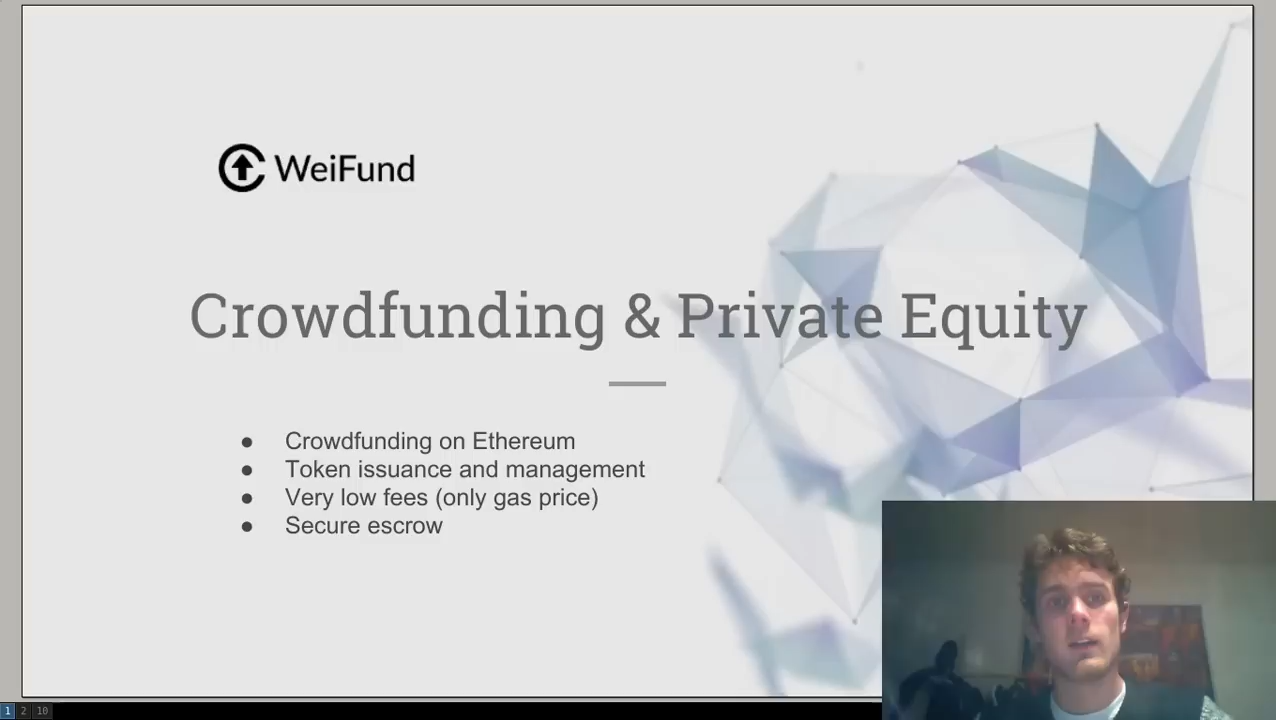 WeiFund
Crowdfunding & Private Equity
● Crowdfunding on Ethereum
● Token issuance and management
● Very low fees (only gas price)
● Secure escrow
1 2 10